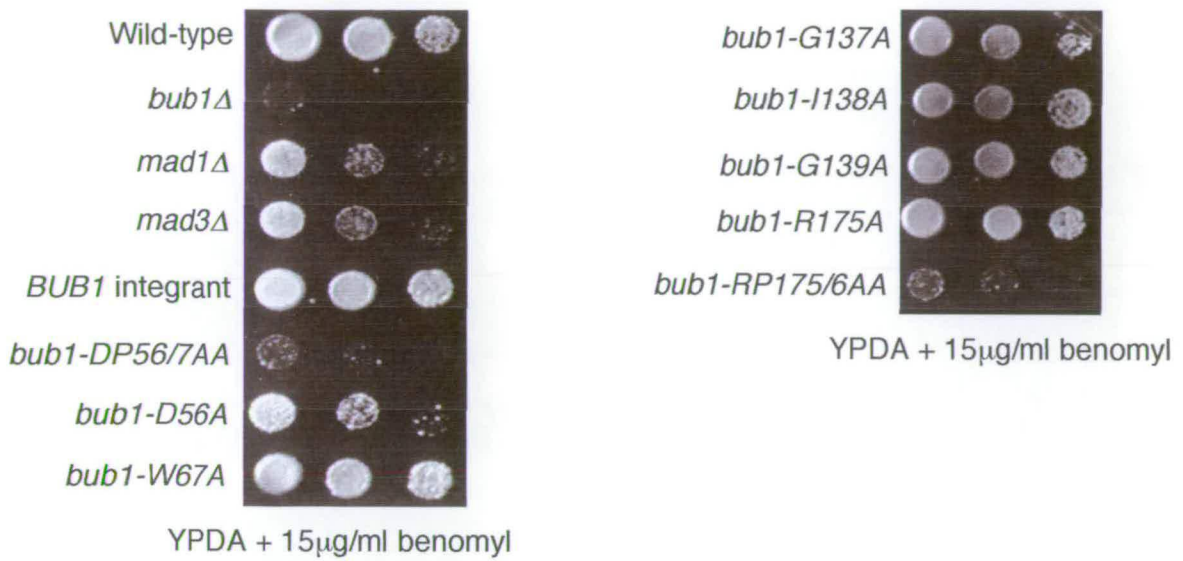 Wild-type
bub1Δ
mad1Δ
mad3Δ
BUB1 integrant
bub1-DP56/7AA
bub1-D56A
bub1-W67A
YPDA + 15μg/ml benomyl
bub1-G137A
bub1-I138A
bub1-G139A
bub1-R175A
bub1-RP175/6AA
YPDA + 15μg/ml benomyl